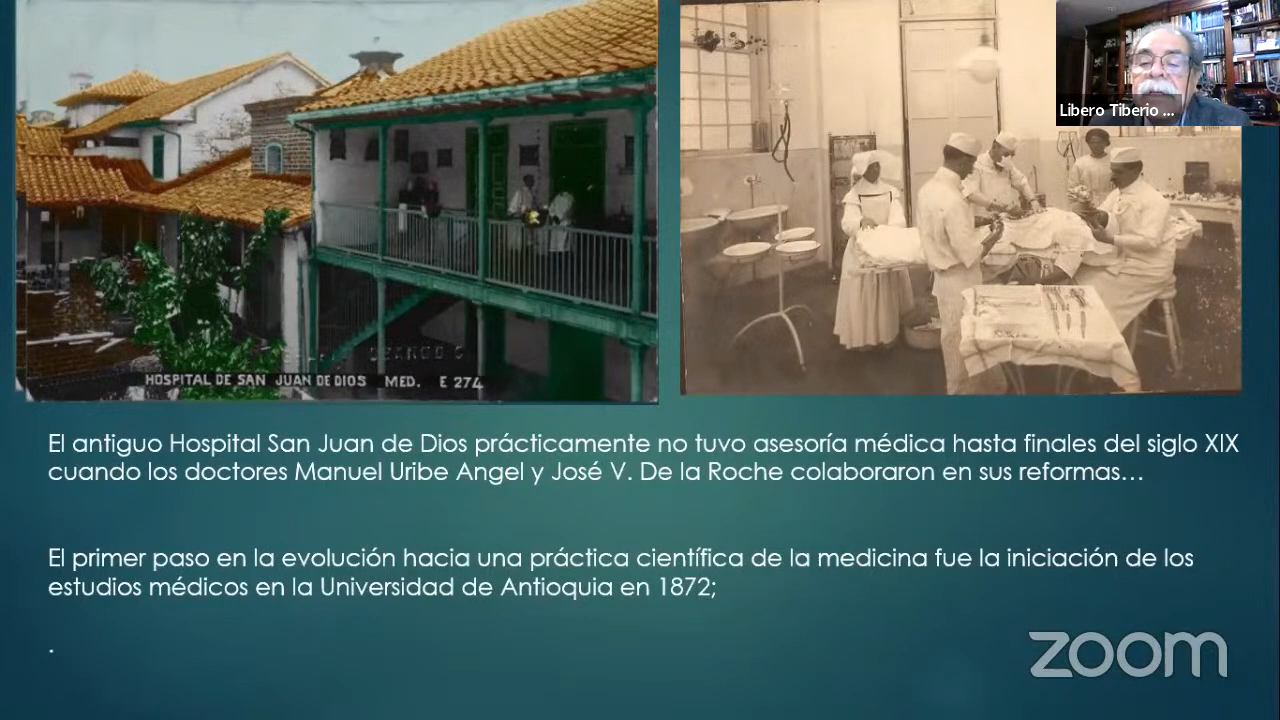 Libero Tiberio ...
HOSPITAL DE SAN JUAN DE DIOS MED. E 274
El antiguo Hospital San Juan de Dios prácticamente no tuvo asesoría médica hasta finales del siglo XIX
cuando los doctores Manuel Uribe Angel y José V. De la Roche colaboraron en sus reformas...
El primer paso en la evolución hacia una práctica científica de la medicina fue la iniciación de los
estudios médicos en la Universidad de Antioquia en 1872;
.
zoom